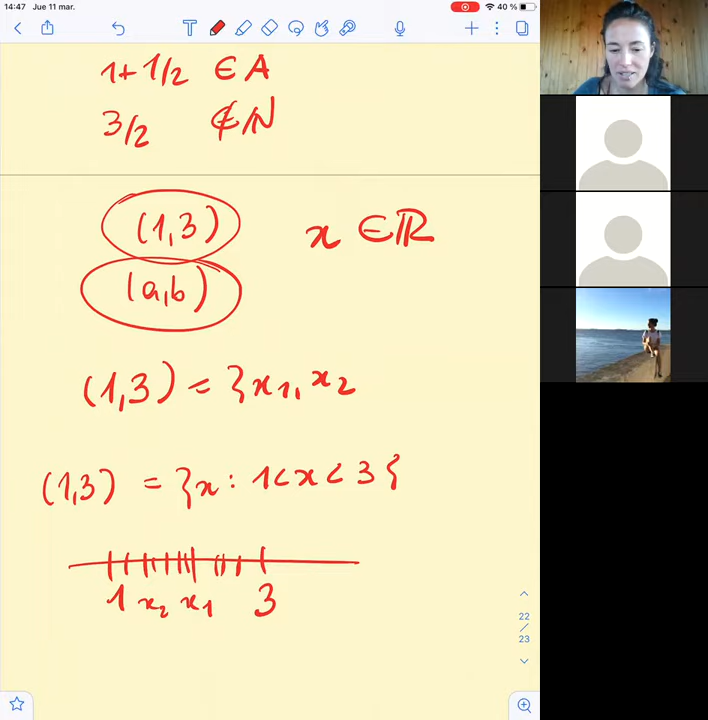 14:47 Jue 11 mar.
40 %
T
1+1/2 ∈ A
3/2 ∉ ℕ
(1,3) x ∈ ℝ
(a,b)
(1,3) = {x1, x2
(1,3) = {x : 1 < x < 3}
1 x2 x1 3
22
/
23